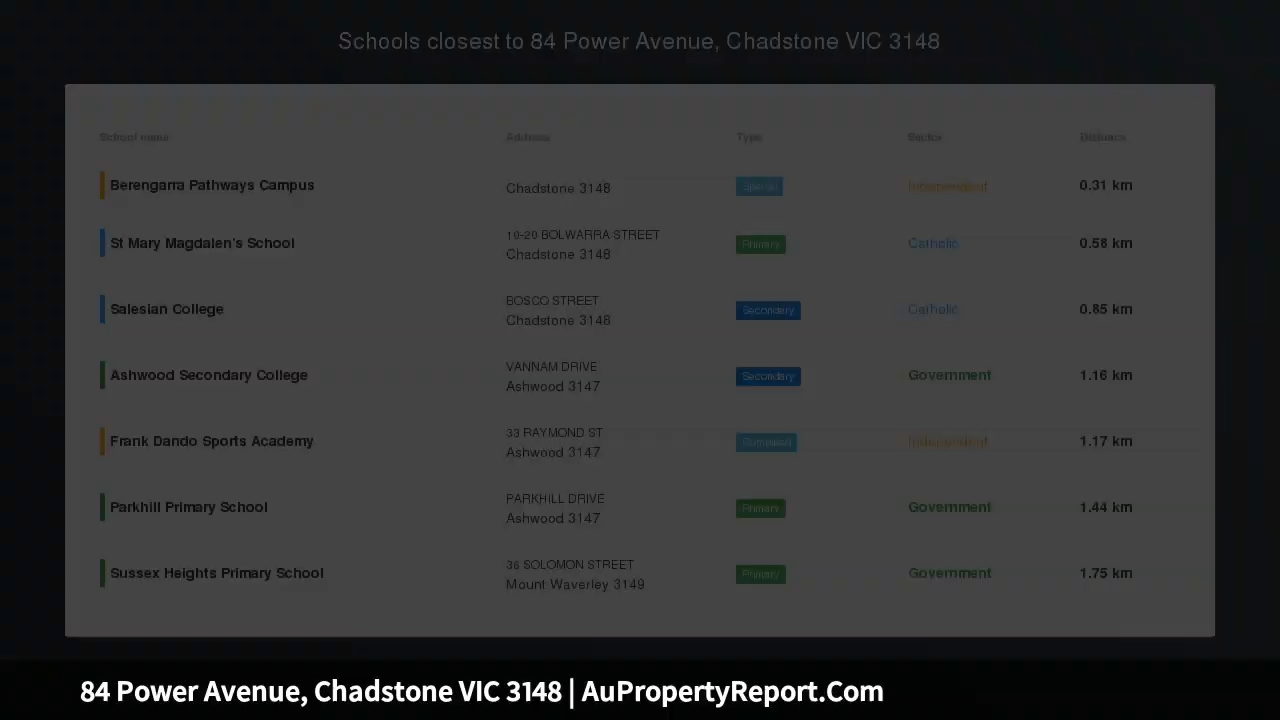 Schools closest to 84 Power Avenue, Chadstone VIC 3148
School name Address Type Sector Distance
Berengarra Pathways Campus Chadstone 3148 Special Independent 0.31 km
St Mary Magdalen's School 10-20 BOLWARRA STREET Primary Catholic 0.58 km
Chadstone 3148
Salesian College BOSCO STREET Secondary Catholic 0.85 km
Chadstone 3148
Ashwood Secondary College VANNAM DRIVE Secondary Government 1.16 km
Ashwood 3147
Frank Dando Sports Academy 33 RAYMOND ST Combined Independent 1.17 km
Ashwood 3147
Parkhill Primary School PARKHILL DRIVE Primary Government 1.44 km
Ashwood 3147
Sussex Heights Primary School 36 SOLOMON STREET Primary Government 1.75 km
Mount Waverley 3149
84 Power Avenue, Chadstone VIC 3148 | AuPropertyReport.Com